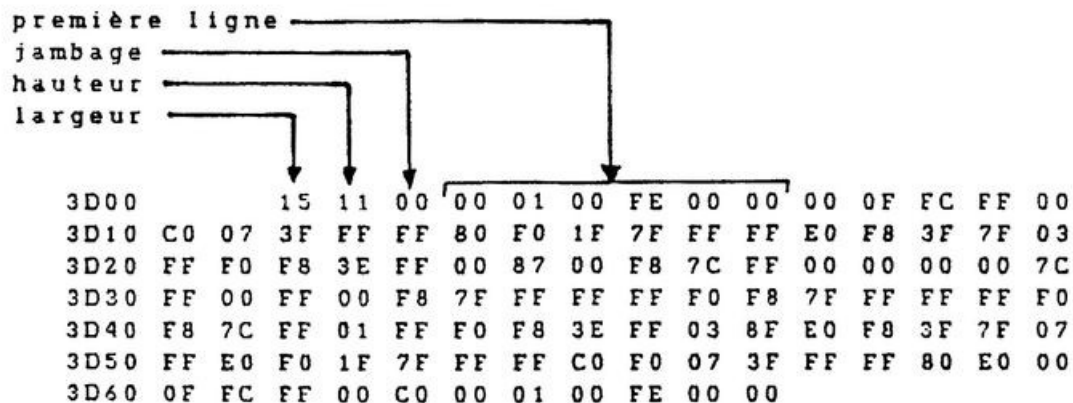 première ligne
jambage
hauteur
largeur
3D00 15 11 00 00 01 00 FE 00 00 00 0F FC FF 00
3D10 C0 07 3F FF FF 80 F0 1F 7F FF FF E0 F8 3F 7F 03
3D20 FF F0 F8 3E FF 00 87 00 F8 7C FF 00 00 00 00 7C
3D30 FF 00 FF 00 F8 7F FF FF FF F0 F8 7F FF FF FF F0
3D40 F8 7C FF 01 FF F0 F8 3E FF 03 8F E0 F8 3F 7F 07
3D50 FF E0 F0 1F 7F FF FF C0 F0 07 3F FF FF 80 E0 00
3D60 0F FC FF 00 C0 00 01 00 FE 00 00